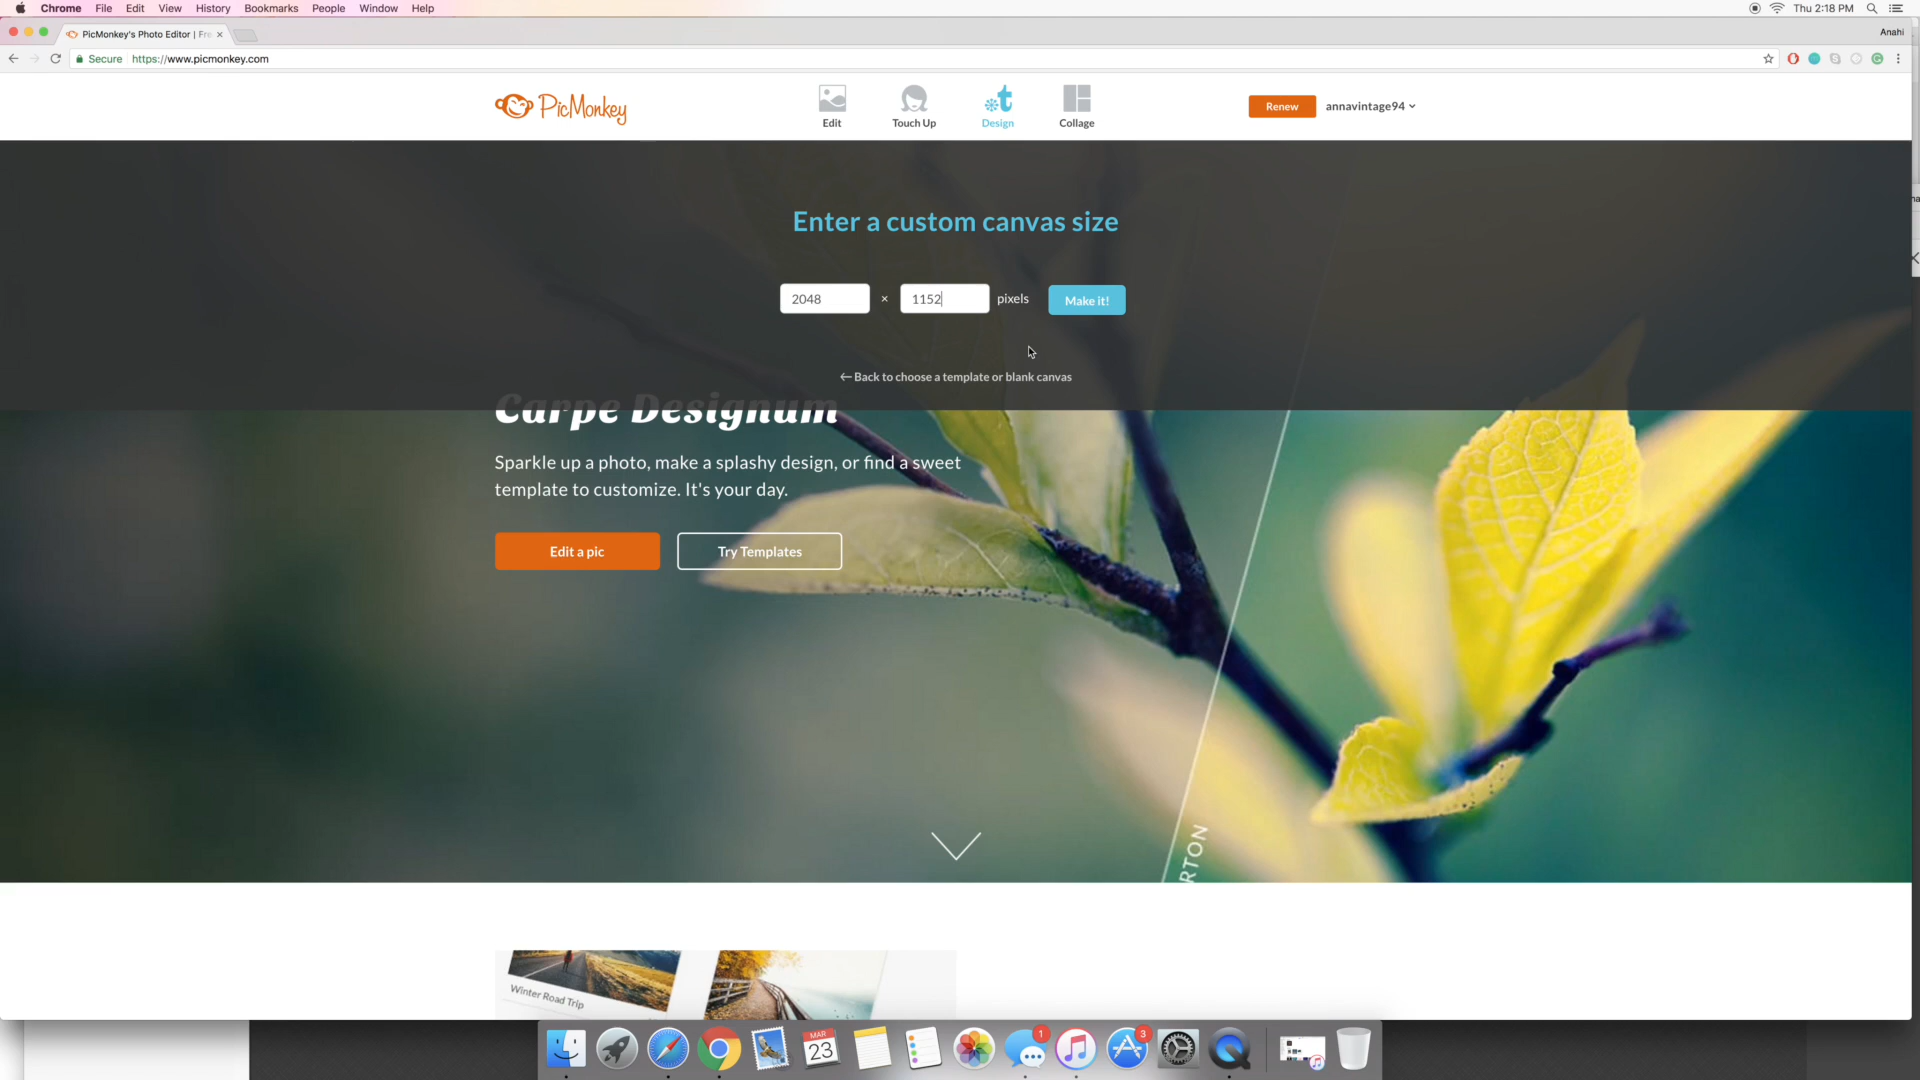 Chrome File Edit View History Bookmarks People Window Help
Thu 2:18 PM
PicMonkey's Photo Editor | Fre
Anahi
Secure https://www.picmonkey.com
PicMonkey
Edit
Touch Up
Design
Collage
Renew
annavintage94
Enter a custom canvas size
2048 × 1152 pixels Make it!
← Back to choose a template or blank canvas
Carpe Designum
Sparkle up a photo, make a splashy design, or find a sweet
template to customize. It's your day.
Edit a pic
Try Templates
RTON
Winter Road Trip
MAR
23
1
3